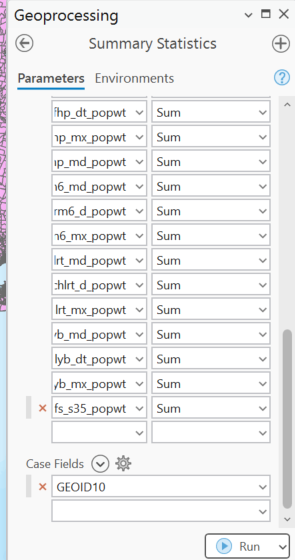 Geoprocessing
Summary Statistics
Parameters Environments
fhp_dt_popwt Sum
np_mx_popwt Sum
np_md_popwt Sum
n6_md_popwt Sum
rm6_d_popwt Sum
n6_mx_popwt Sum
lrt_md_popwt Sum
chlrt_d_popwt Sum
lrt_mx_popwt Sum
yb_md_popwt Sum
lyb_dt_popwt Sum
yb_mx_popwt Sum
fs_s35_popwt Sum
Case Fields
GEOID10
Run